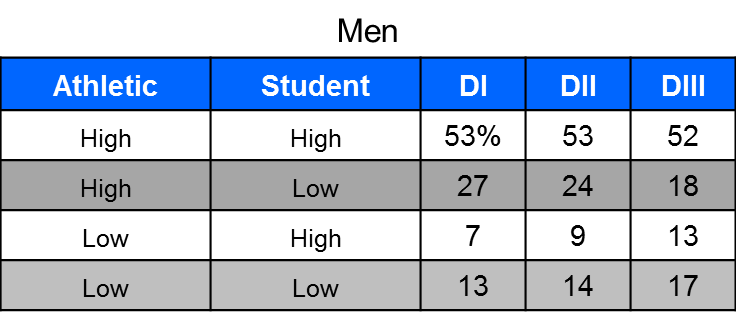 Men
Athletic Student DI DII DIII
High High 53% 53 52
High Low 27 24 18
Low High 7 9 13
Low Low 13 14 17